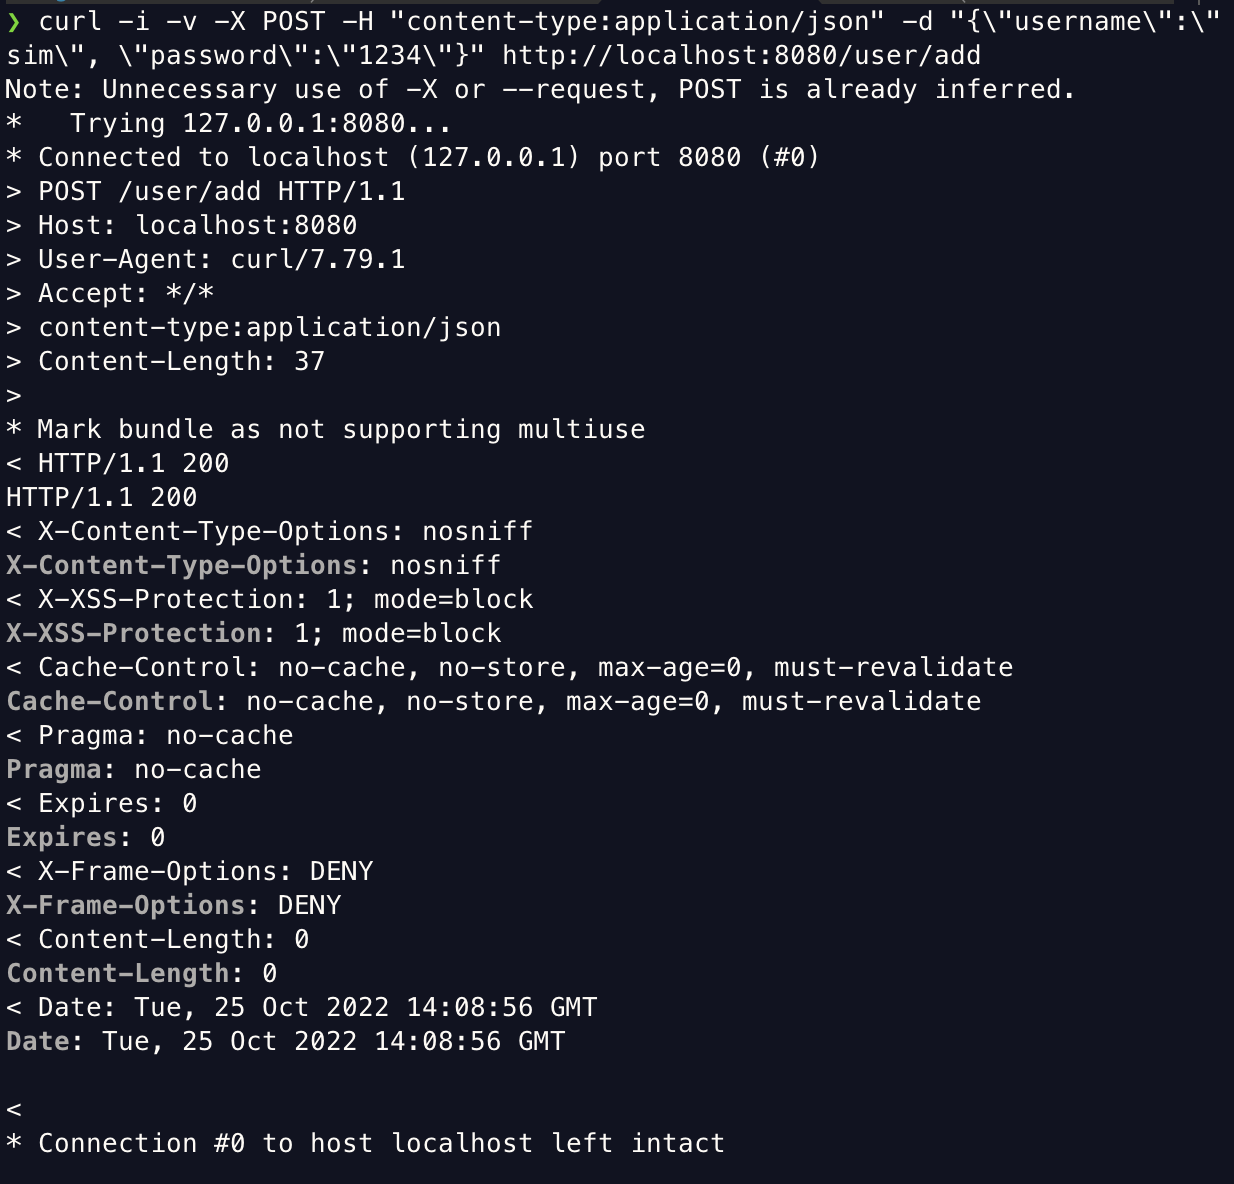 ❯ curl -i -v -X POST -H "content-type:application/json" -d "{\"username\":\"
sim\", \"password\":\"1234\"}" http://localhost:8080/user/add
Note: Unnecessary use of -X or --request, POST is already inferred.
*   Trying 127.0.0.1:8080...
* Connected to localhost (127.0.0.1) port 8080 (#0)
> POST /user/add HTTP/1.1
> Host: localhost:8080
> User-Agent: curl/7.79.1
> Accept: */*
> content-type:application/json
> Content-Length: 37
>
* Mark bundle as not supporting multiuse
< HTTP/1.1 200
HTTP/1.1 200
< X-Content-Type-Options: nosniff
X-Content-Type-Options: nosniff
< X-XSS-Protection: 1; mode=block
X-XSS-Protection: 1; mode=block
< Cache-Control: no-cache, no-store, max-age=0, must-revalidate
Cache-Control: no-cache, no-store, max-age=0, must-revalidate
< Pragma: no-cache
Pragma: no-cache
< Expires: 0
Expires: 0
< X-Frame-Options: DENY
X-Frame-Options: DENY
< Content-Length: 0
Content-Length: 0
< Date: Tue, 25 Oct 2022 14:08:56 GMT
Date: Tue, 25 Oct 2022 14:08:56 GMT

<
* Connection #0 to host localhost left intact